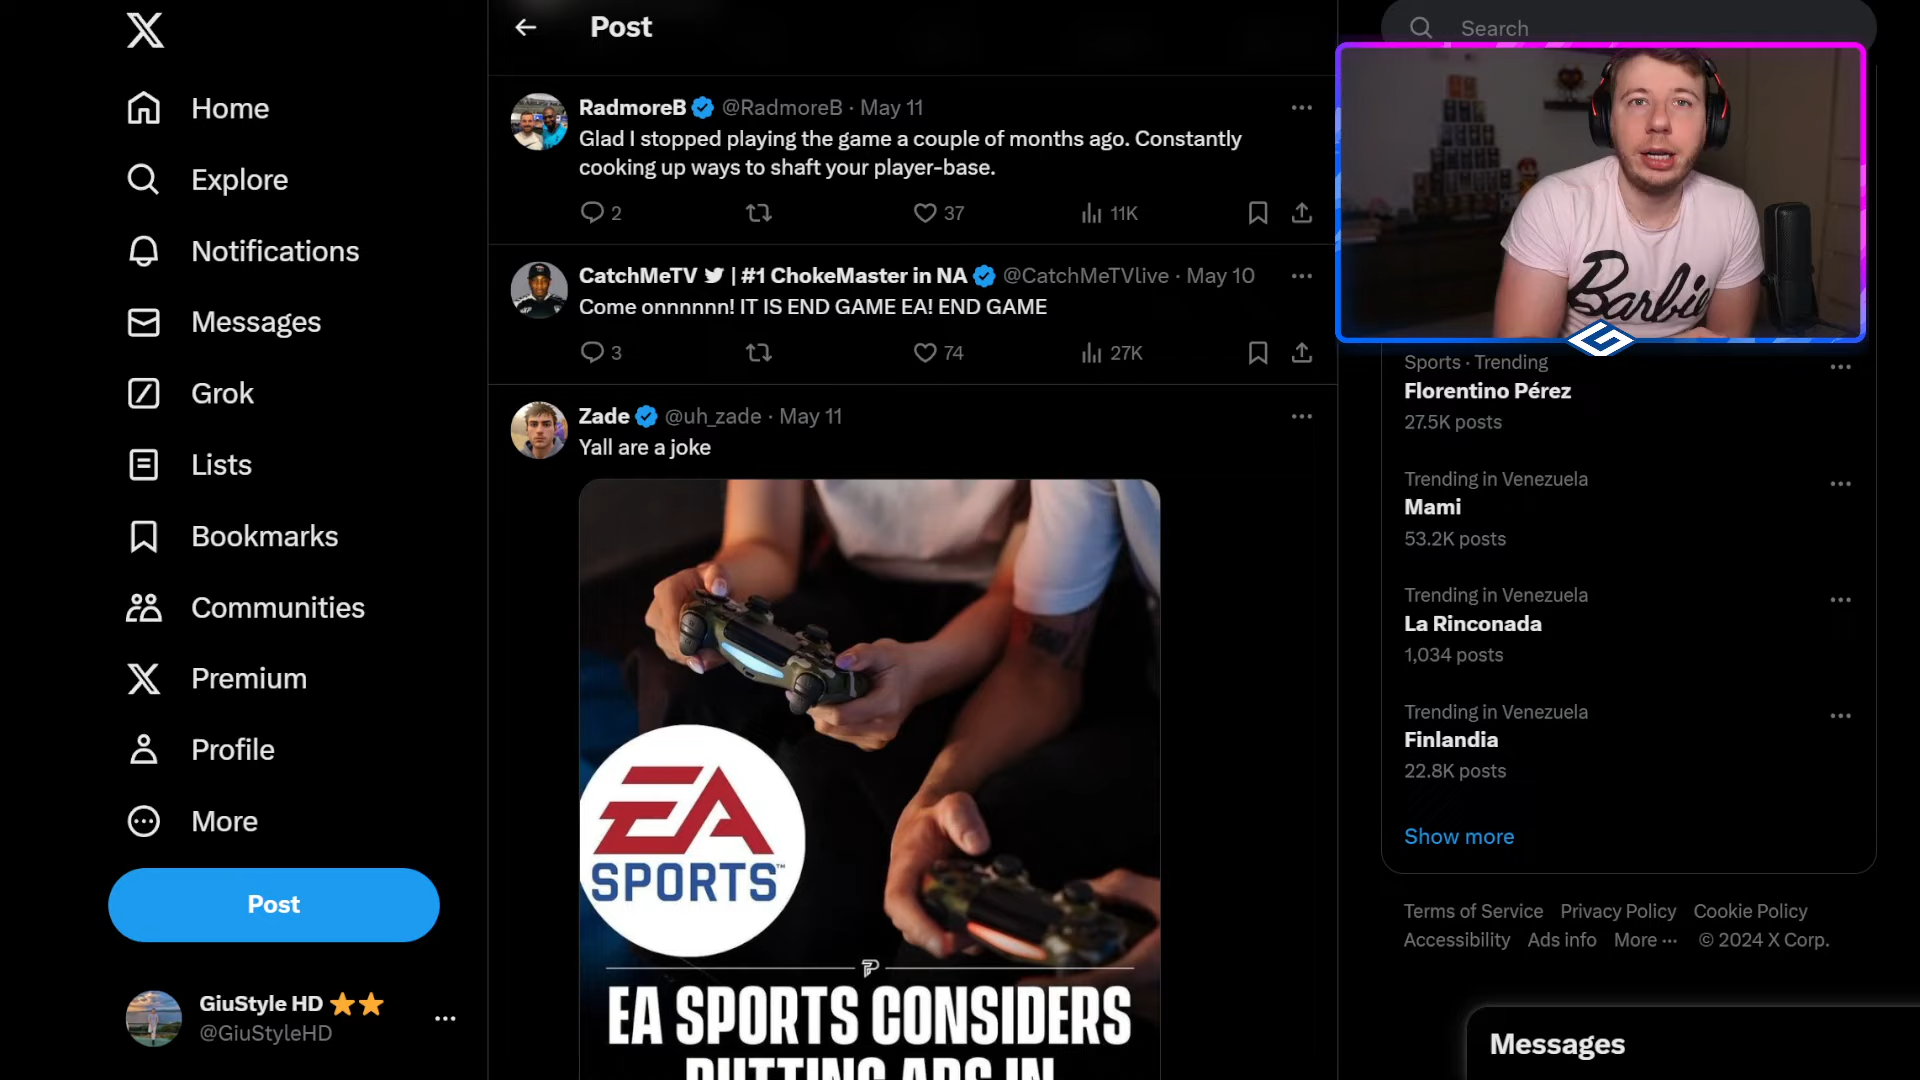 Home
Explore
Notifications
Messages
Grok
Lists
Bookmarks
Communities
Premium
Profile
More
Post
GiuStyle HD ⭐⭐
@GiuStyleHD
Post
RadmoreB @RadmoreB · May 11
Glad I stopped playing the game a couple of months ago. Constantly
cooking up ways to shaft your player-base.
2 37 11K
CatchMeTV | #1 ChokeMaster in NA @CatchMeTVlive · May 10
Come onnnnnn! IT IS END GAME EA! END GAME
3 74 27K
Zade @uh_zade · May 11
Yall are a joke
EA
SPORTS™
EA SPORTS CONSIDERS
PUTTING ADS IN
Search
Barbie
Sports · Trending
Florentino Pérez
27.5K posts
Trending in Venezuela
Mami
53.2K posts
Trending in Venezuela
La Rinconada
1,034 posts
Trending in Venezuela
Finlandia
22.8K posts
Show more
Terms of Service Privacy Policy Cookie Policy
Accessibility Ads info More ··· © 2024 X Corp.
Messages